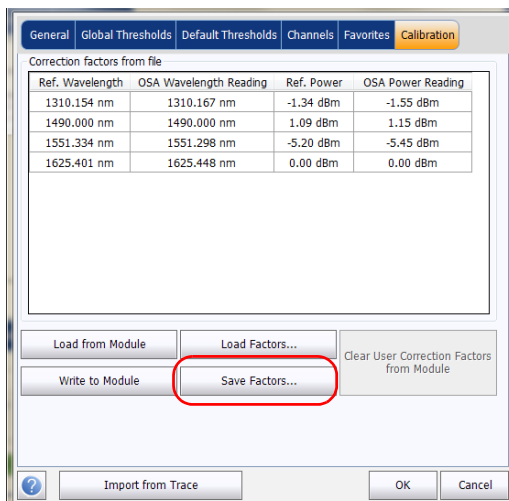 General Global Thresholds Default Thresholds Channels Favorites Calibration
Correction factors from file
Ref. Wavelength OSA Wavelength Reading Ref. Power OSA Power Reading
1310.154 nm 1310.167 nm -1.34 dBm -1.55 dBm
1490.000 nm 1490.000 nm 1.09 dBm 1.15 dBm
1551.334 nm 1551.298 nm -5.20 dBm -5.45 dBm
1625.401 nm 1625.448 nm 0.00 dBm 0.00 dBm
Load from Module Load Factors...
Clear User Correction Factors
from Module
Write to Module Save Factors...
? Import from Trace OK Cancel